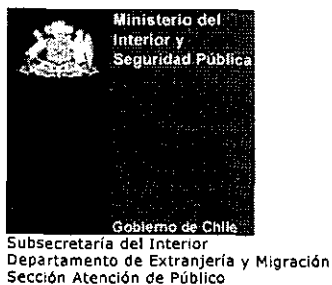 Ministerio del
Interior y
Seguridad Pública
Gobierno de Chile
Subsecretaría del Interior
Departamento de Extranjería y Migración
Sección Atención de Público